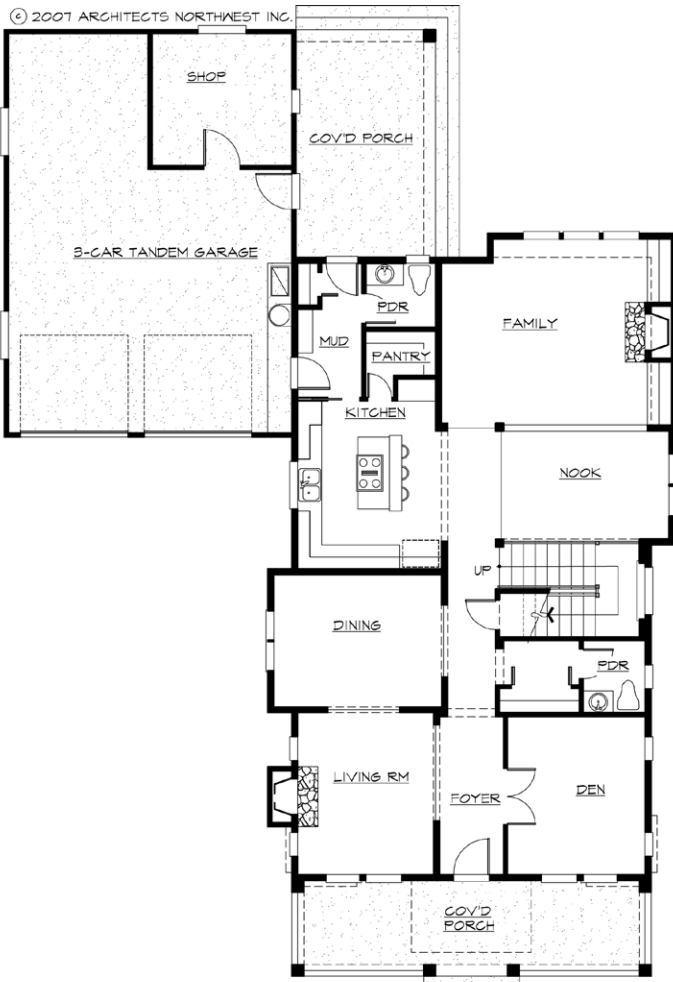 © 2007 ARCHITECTS NORTHWEST INC.
SHOP
COV'D PORCH
3-CAR TANDEM GARAGE
PDR
FAMILY
MUD
PANTRY
KITCHEN
NOOK
UP
DINING
PDR
LIVING RM
FOYER
DEN
COV'D
PORCH